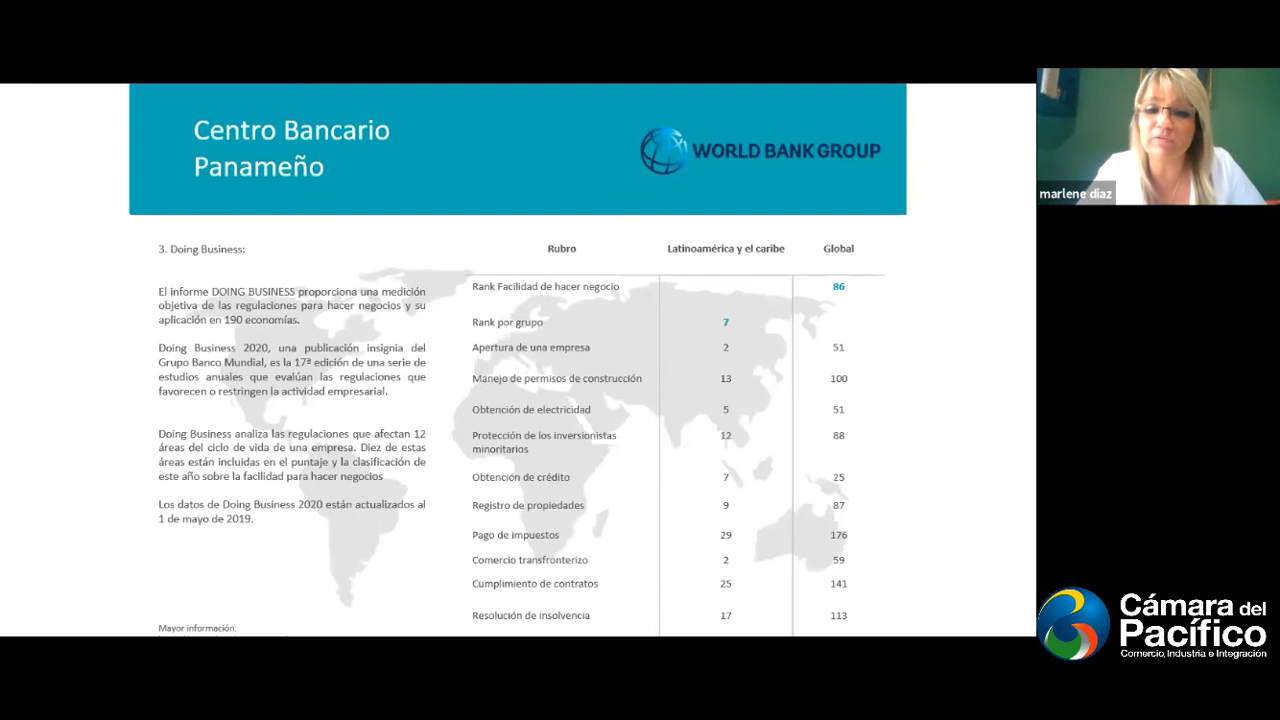 Centro Bancario
Panameño
WORLD BANK GROUP
marlene diaz
3. Doing Business:
El informe DOING BUSINESS proporciona una medición
objetiva de las regulaciones para hacer negocios y su
aplicación en 190 economías.
Doing Business 2020, una publicación insignia del
Grupo Banco Mundial, es la 17ª edición de una serie de
estudios anuales que evalúan las regulaciones que
favorecen o restringen la actividad empresarial.
Doing Business analiza las regulaciones que afectan 12
áreas del ciclo de vida de una empresa. Diez de estas
áreas están incluidas en el puntaje y la clasificación de
este año sobre la facilidad para hacer negocios
Los datos de Doing Business 2020 están actualizados al
1 de mayo de 2019.
Mayor información:
Rubro Latinoamérica y el caribe Global
Rank Facilidad de hacer negocio 86
Rank por grupo 7
Apertura de una empresa 2 51
Manejo de permisos de construcción 13 100
Obtención de electricidad 5 51
Protección de los inversionistas 12 88
minoritarios
Obtención de crédito 7 25
Registro de propiedades 9 87
Pago de impuestos 29 176
Comercio transfronterizo 2 59
Cumplimiento de contratos 25 141
Resolución de insolvencia 17 113
Cámara del
Pacífico
Comercio, Industria e Integración